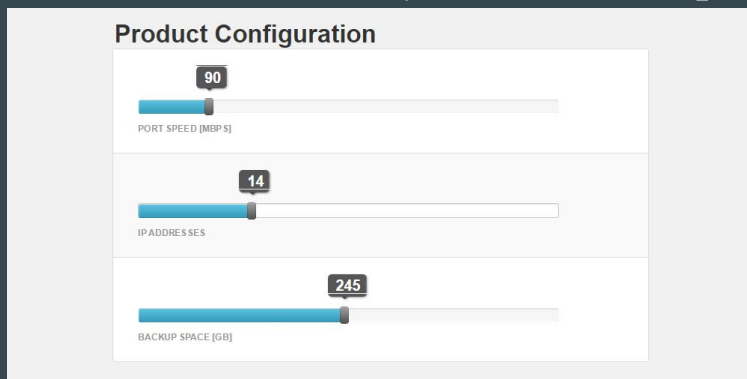 Product Configuration
90
PORT SPEED [MBPS]
14
IP ADDRESSES
245
BACKUP SPACE [GB]